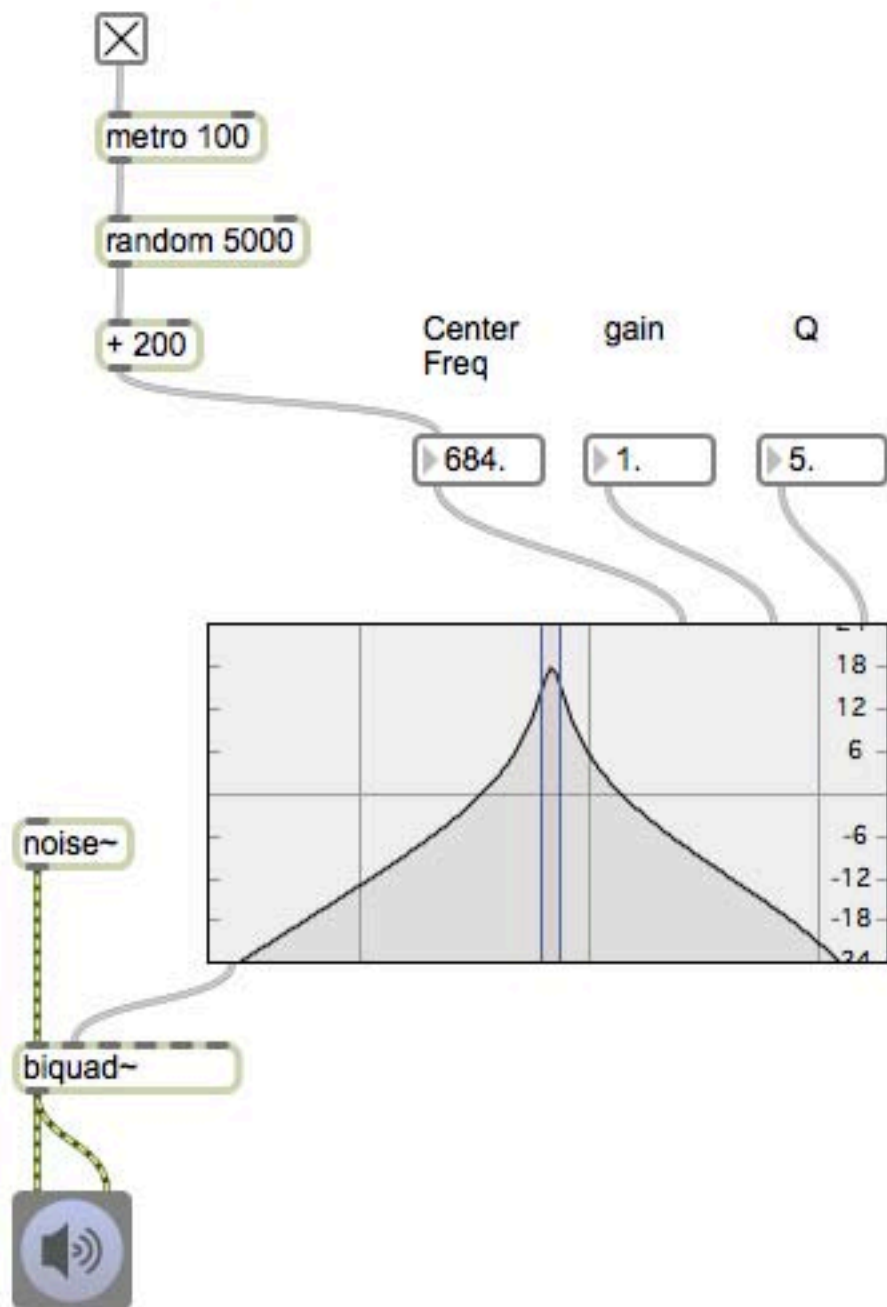 metro 100
random 5000
+ 200
Center
Freq
gain
Q
684.
1.
5.
18
12
6
-6
-12
-18
noise~
biquad~